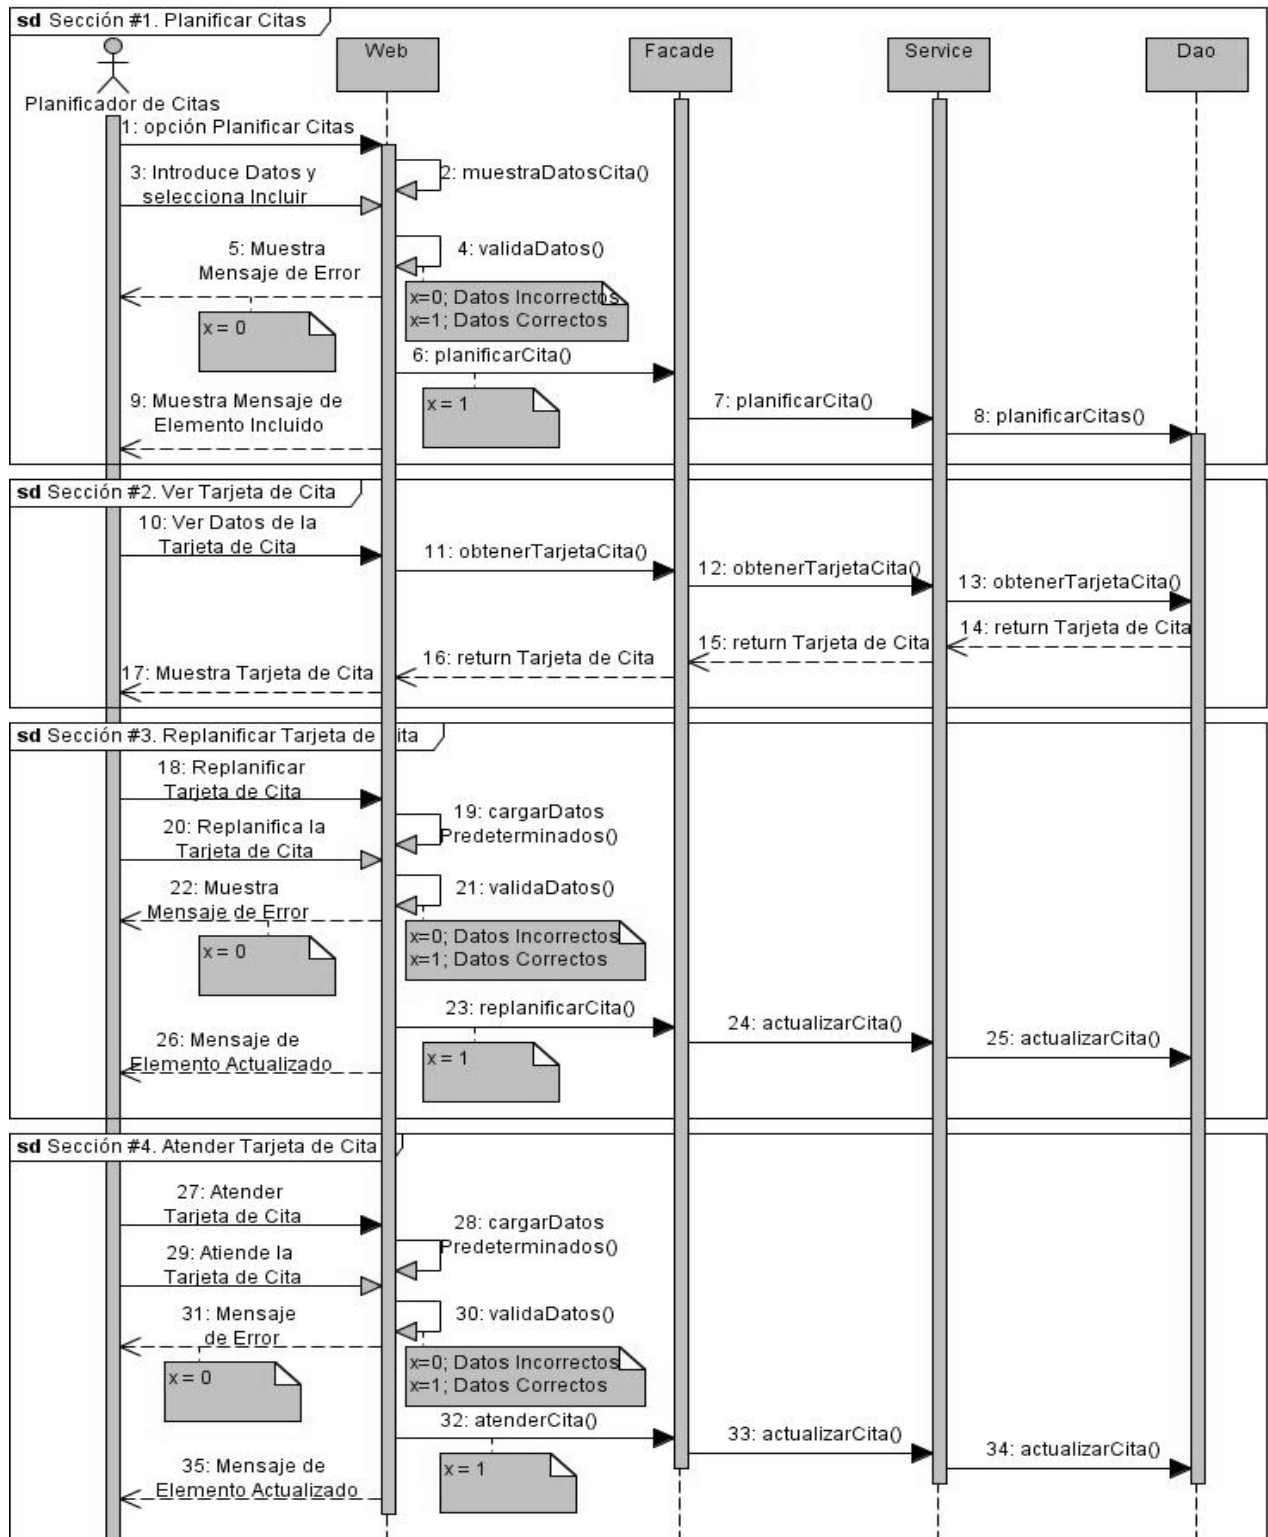 sd Sección #1. Planificar Citas
Web
Facade
Service
Dao
Planificador de Citas
1: opción Planificar Citas
2: muestraDatosCita()
3: Introduce Datos y
selecciona Incluir
4: validaDatos()
5: Muestra
Mensaje de Error
x=0; Datos Incorrectos
x=1; Datos Correctos
x = 0
6: planificarCita()
x = 1
7: planificarCita()
8: planificarCitas()
9: Muestra Mensaje de
Elemento Incluido
sd Sección #2. Ver Tarjeta de Cita
10: Ver Datos de la
Tarjeta de Cita
11: obtenerTarjetaCita()
12: obtenerTarjetaCita()
13: obtenerTarjetaCita()
14: return Tarjeta de Cita
15: return Tarjeta de Cita
16: return Tarjeta de Cita
17: Muestra Tarjeta de Cita
sd Sección #3. Replanificar Tarjeta de Cita
18: Replanificar
Tarjeta de Cita
19: cargarDatos
Predeterminados()
20: Replanifica la
Tarjeta de Cita
21: validaDatos()
22: Muestra
Mensaje de Error
x=0; Datos Incorrectos
x=1; Datos Correctos
x = 0
23: replanificarCita()
x = 1
24: actualizarCita()
25: actualizarCita()
26: Mensaje de
Elemento Actualizado
sd Sección #4. Atender Tarjeta de Cita
27: Atender
Tarjeta de Cita
28: cargarDatos
Predeterminados()
29: Atiende la
Tarjeta de Cita
30: validaDatos()
31: Mensaje
de Error
x=0; Datos Incorrectos
x=1; Datos Correctos
x = 0
32: atenderCita()
x = 1
33: actualizarCita()
34: actualizarCita()
35: Mensaje de
Elemento Actualizado